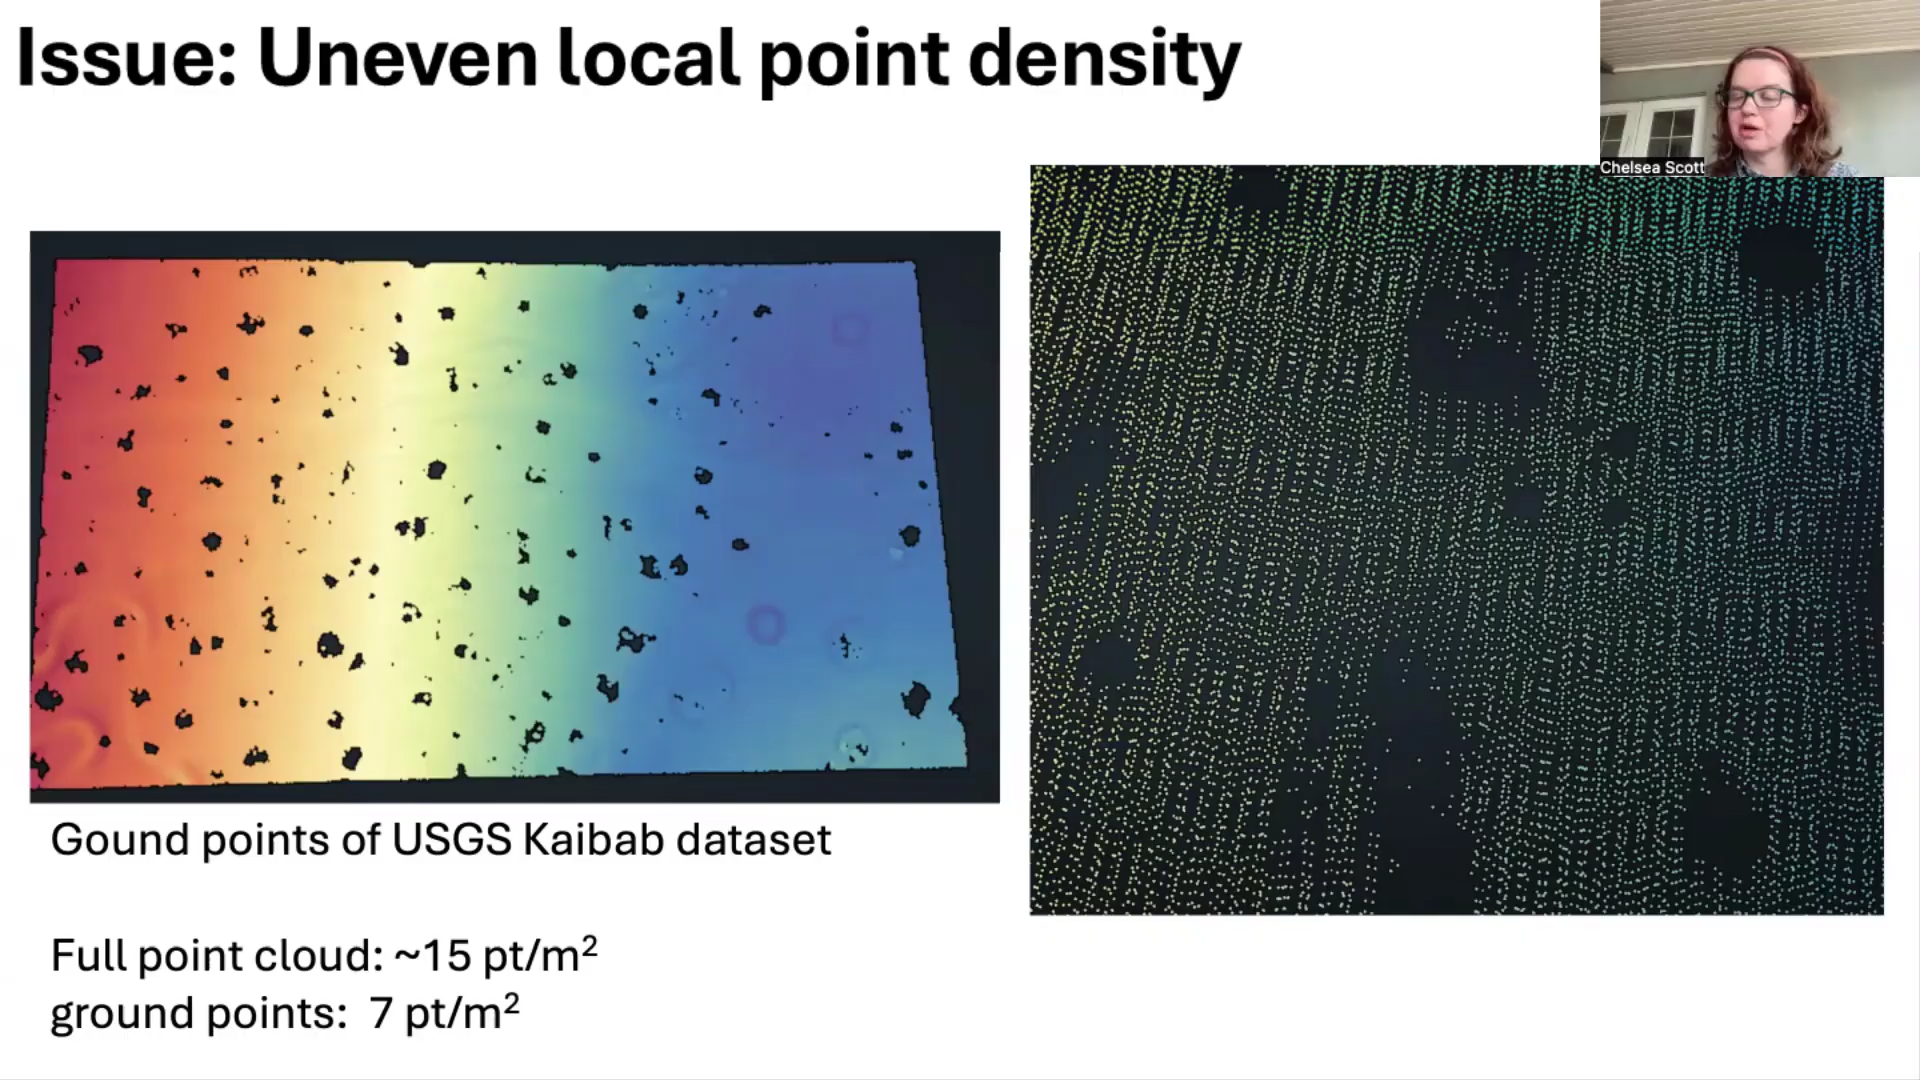 Issue: Uneven local point density
Chelsea Scott
Gound points of USGS Kaibab dataset
Full point cloud: ~15 pt/m²
ground points: 7 pt/m²